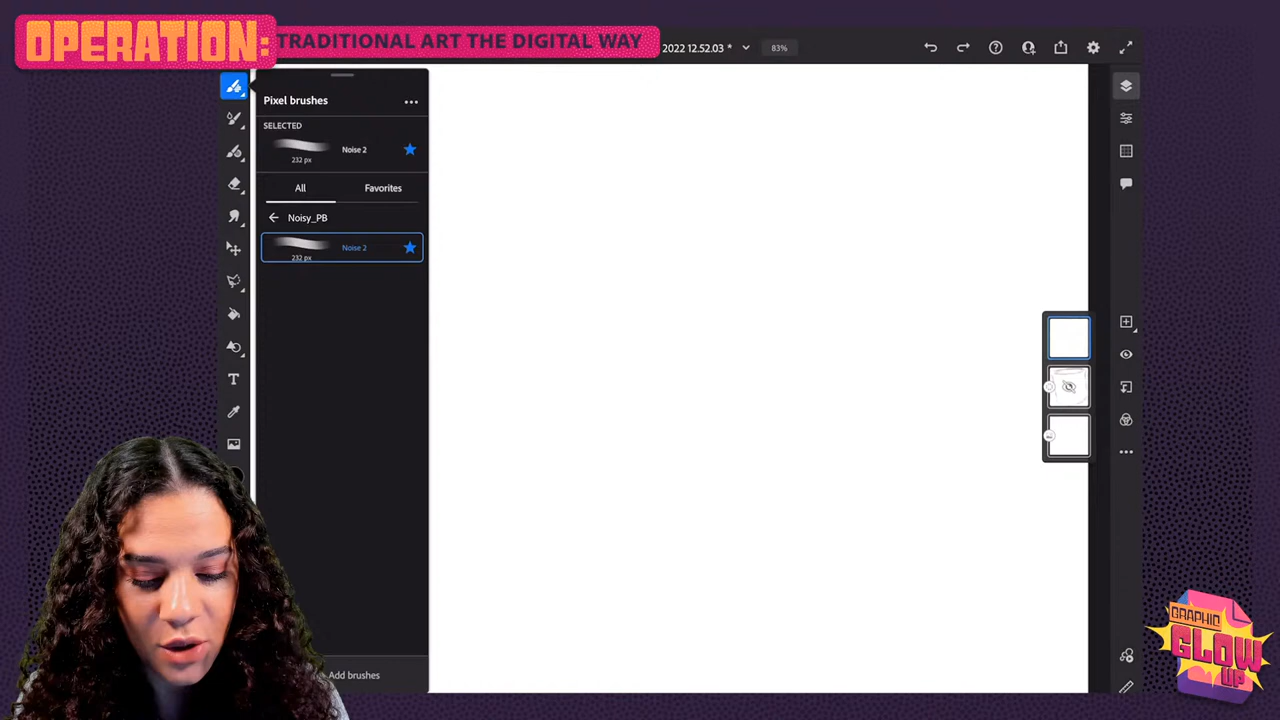 OPERATION:
TRADITIONAL ART THE DIGITAL WAY
2022 12.52.03 *
83%
Pixel brushes
SELECTED
Noise 2
232 px
All
Favorites
Noisy_PB
Noise 2
232 px
T
Add brushes
GRAPHIC
GLOW
UP